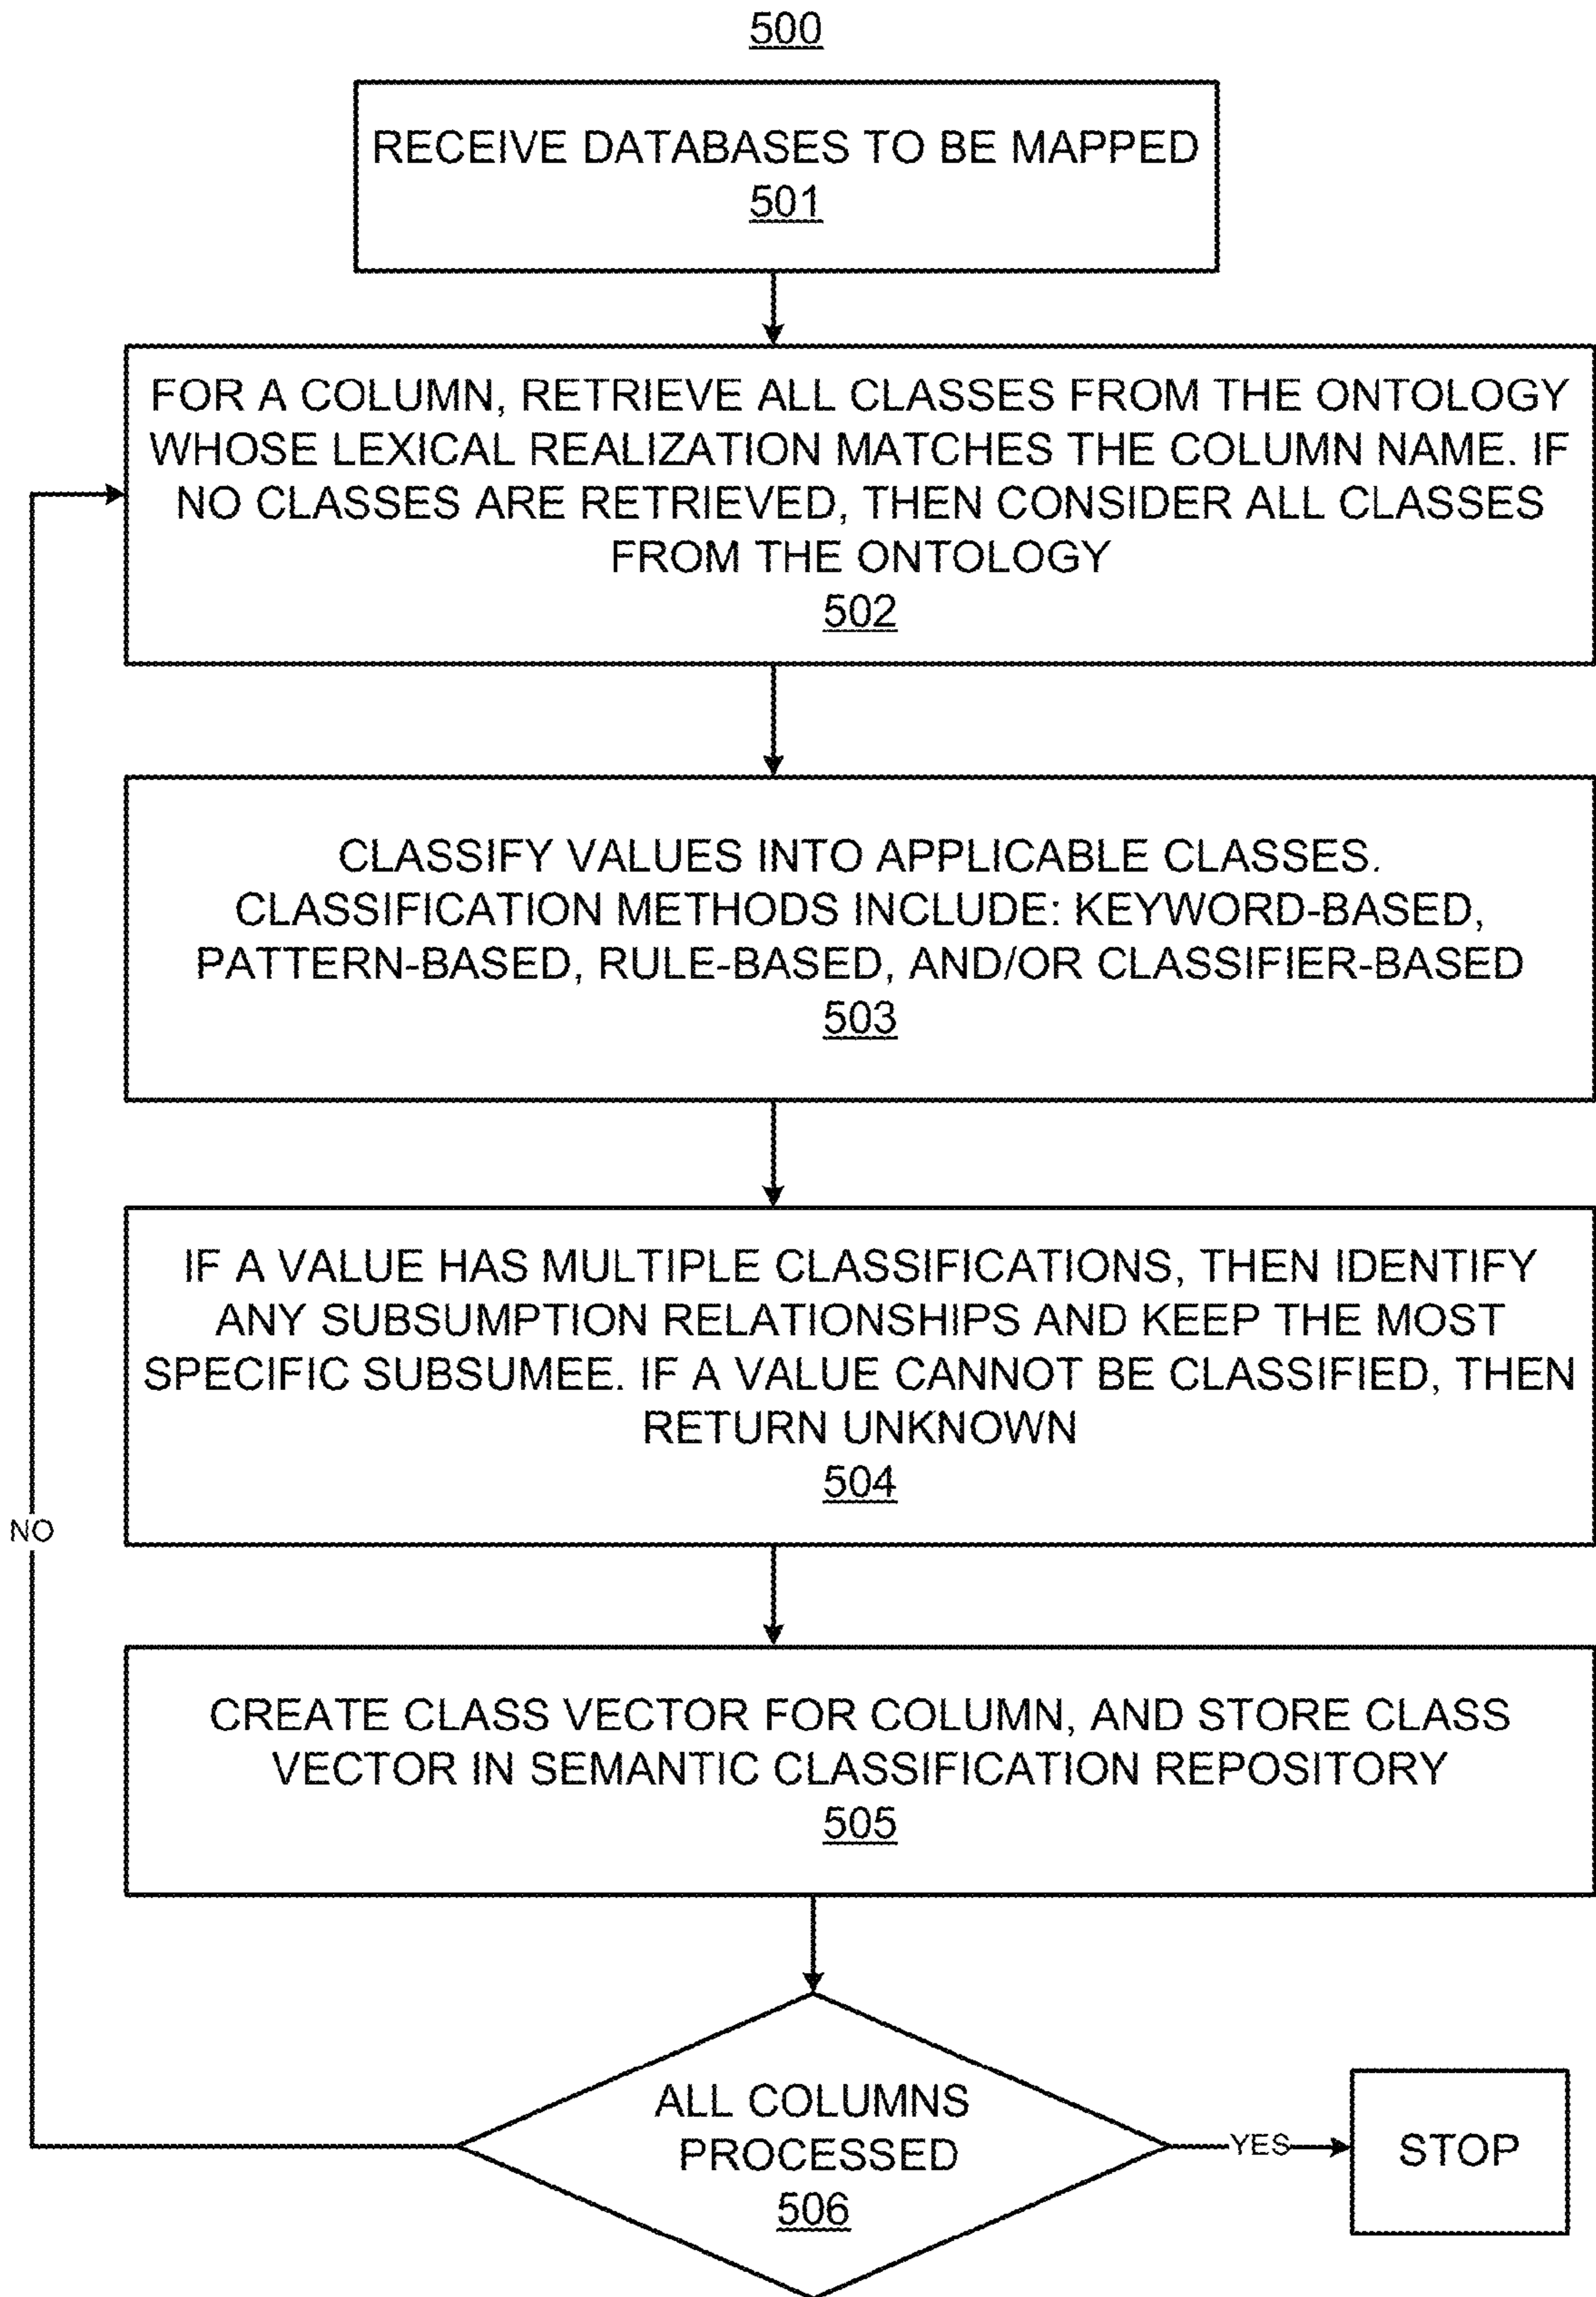 500
RECEIVE DATABASES TO BE MAPPED
501
FOR A COLUMN, RETRIEVE ALL CLASSES FROM THE ONTOLOGY
WHOSE LEXICAL REALIZATION MATCHES THE COLUMN NAME. IF
NO CLASSES ARE RETRIEVED, THEN CONSIDER ALL CLASSES
FROM THE ONTOLOGY
502
CLASSIFY VALUES INTO APPLICABLE CLASSES.
CLASSIFICATION METHODS INCLUDE: KEYWORD-BASED,
PATTERN-BASED, RULE-BASED, AND/OR CLASSIFIER-BASED
503
IF A VALUE HAS MULTIPLE CLASSIFICATIONS, THEN IDENTIFY
ANY SUBSUMPTION RELATIONSHIPS AND KEEP THE MOST
SPECIFIC SUBSUMEE. IF A VALUE CANNOT BE CLASSIFIED, THEN
RETURN UNKNOWN
504
NO
CREATE CLASS VECTOR FOR COLUMN, AND STORE CLASS
VECTOR IN SEMANTIC CLASSIFICATION REPOSITORY
505
ALL COLUMNS
PROCESSED
506
YES
STOP